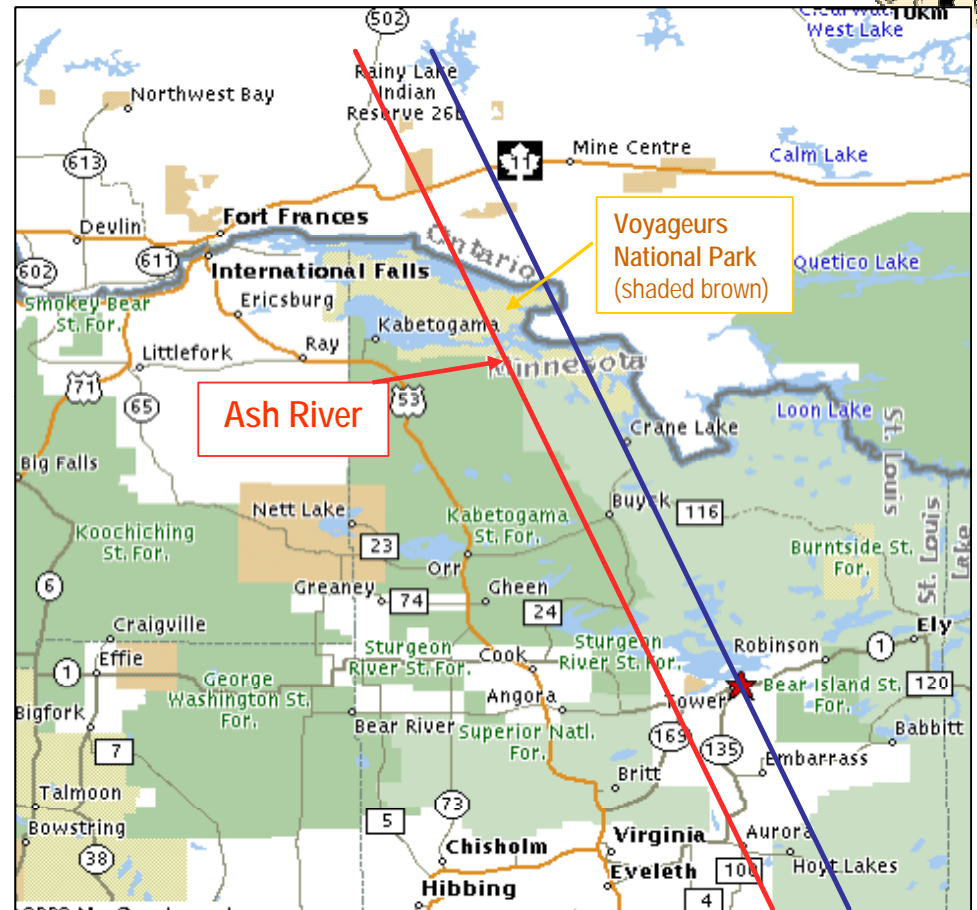 10km
West Lake
502
Rainy Lake
Indian
Reserve 26b
Northwest Bay
11
Mine Centre
Calm Lake
613
Devlin
Fort Frances
Ontario
Voyageurs
National Park
(shaded brown)
Quetico Lake
602
611
International Falls
Smokey Bear
St. For.
Ericsburg
Kabetogama
Ray
Littlefork
Minnesota
71
65
Ash River
53
Loon Lake
St. Louis
Crane Lake
Big Falls
Nett Lake
Buyck
116
Koochiching
St. For.
Kabetogama
St. For.
23
Orr
Burntside St.
For.
St. Louis
Lake
6
Greaney
74
Gheen
24
Craigville
Ely
Effie
1
Sturgeon
River St. For.
Cook
Sturgeon
River St. For.
Robinson
1
George
Washington St.
For.
Angora
Tower
Bear Island St.
For.
120
Bigfork
Bear River
Superior Natl.
For.
169
135
Babbitt
7
Embarrass
Britt
Talmoon
73
5
Bowstring
Virginia
Aurora
38
Chisholm
Eveleth
100
Hoyt Lakes
Hibbing
4